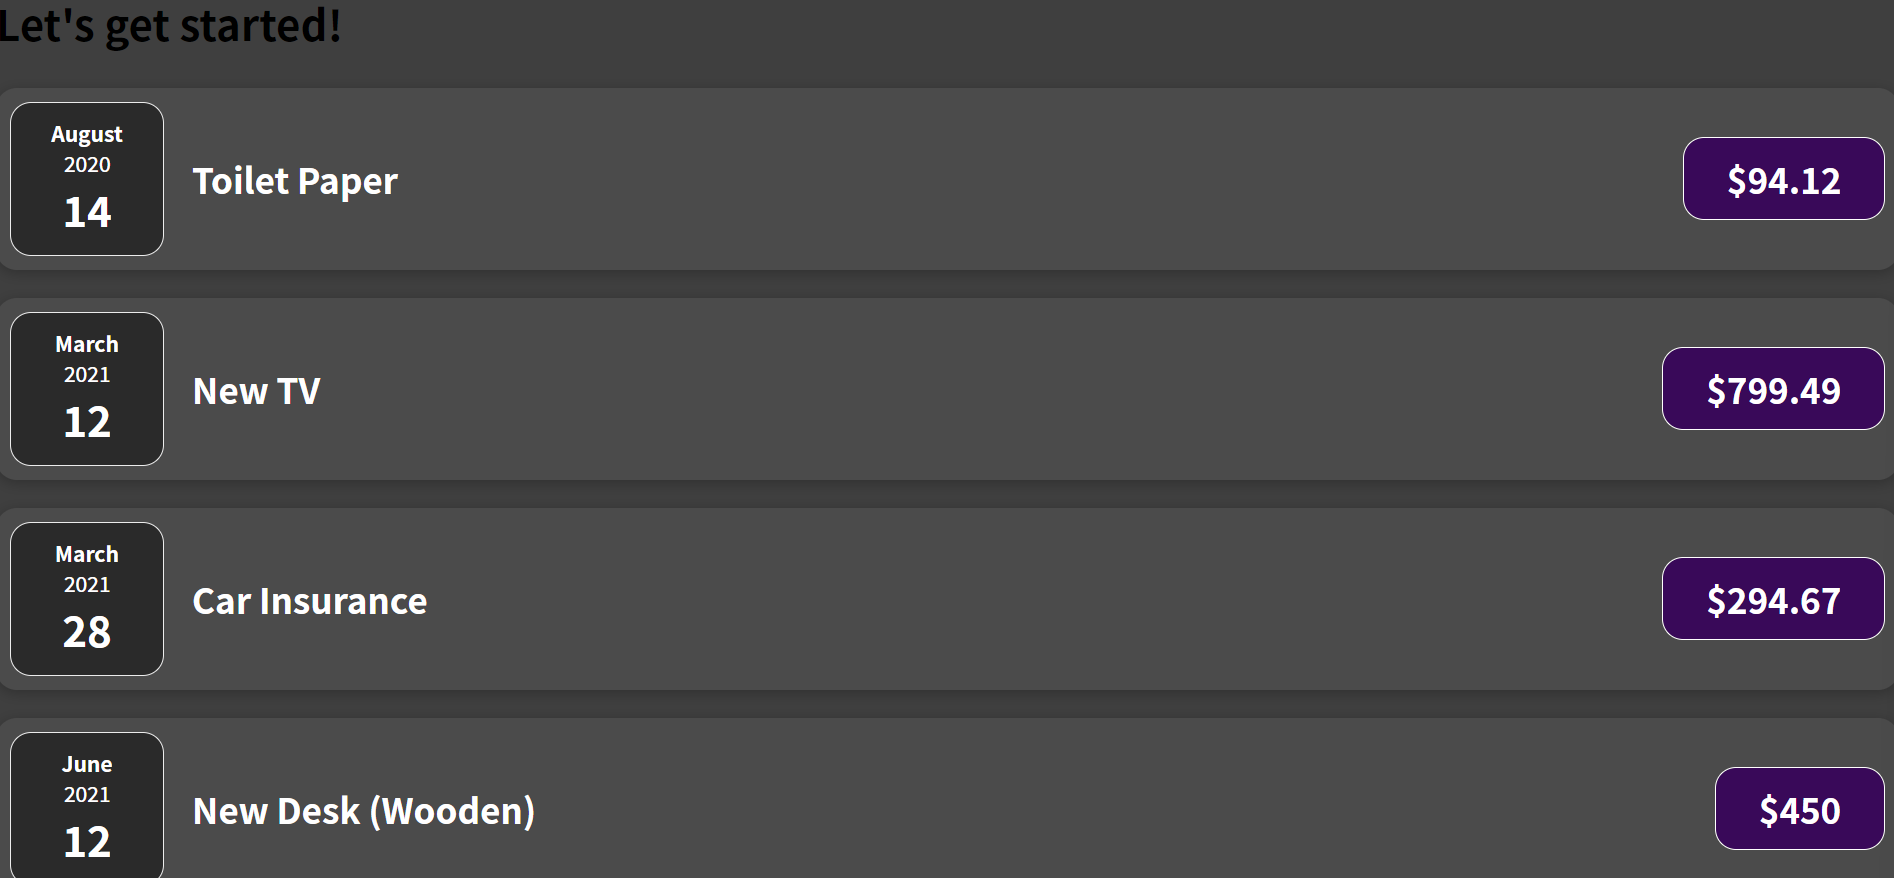 Let's get started!
August
2020
14
Toilet Paper
$94.12
March
2021
12
New TV
$799.49
March
2021
28
Car Insurance
$294.67
June
2021
12
New Desk (Wooden)
$450